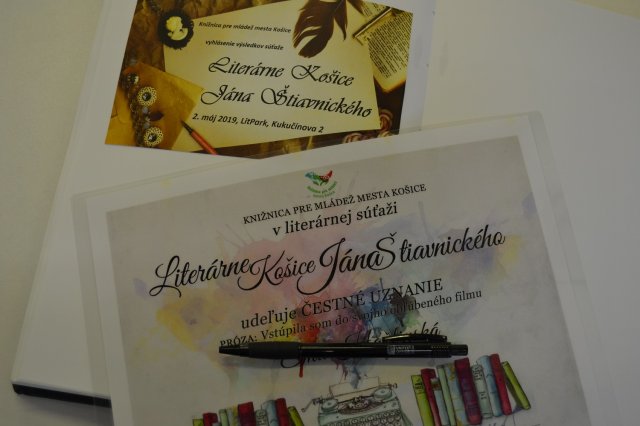 Knižnica pre mládež mesta Košice
vyhlásenie výsledkov súťaže
Literárne Košice
Jána Štiavnického
2. máj 2019, LitPark, Kukučínova 2
KNIŽNICA PRE MLÁDEŽ MESTA KOŠICE
v literárnej súťaži
Literárne Košice Jána Štiavnického
udeľuje ČESTNÉ UZNANIE
PRÓZA: Vstúpila som do svojho obľúbeného filmu